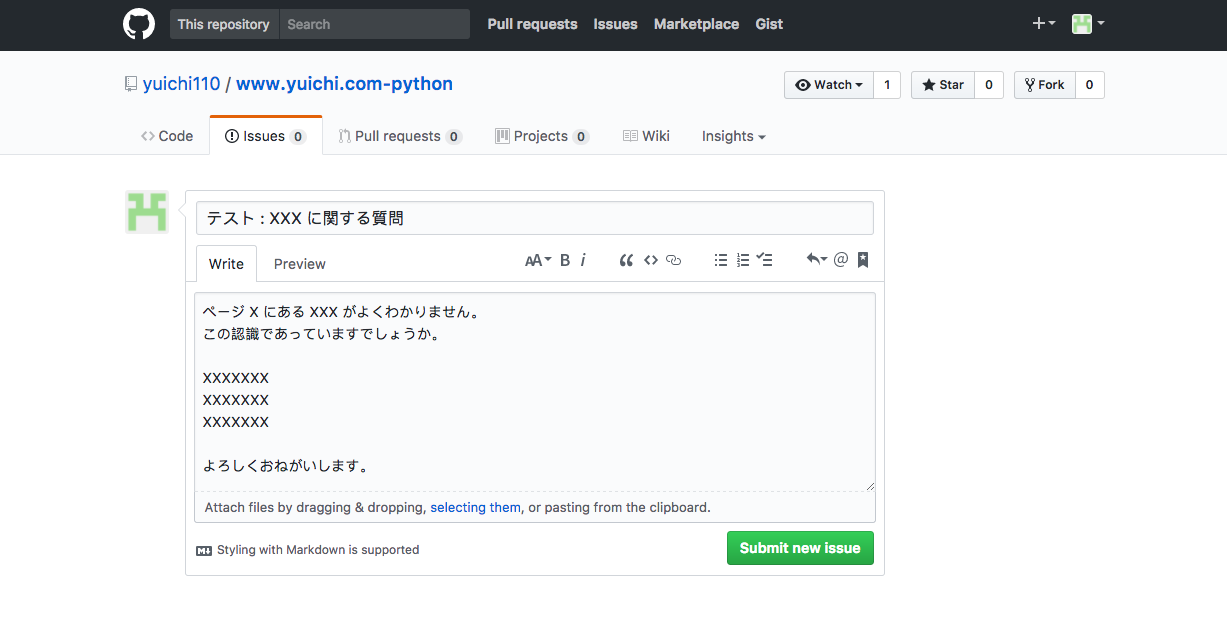 This repository Search Pull requests Issues Marketplace Gist
yuichi110 / www.yuichi.com-python Watch 1 Star 0 Fork 0
Code Issues 0 Pull requests 0 Projects 0 Wiki Insights
テスト : XXX に関する質問
Write Preview AA B i
ページ X にある XXX がよくわかりません。
この認識であっていますでしょうか。
XXXXXXX
XXXXXXX
XXXXXXX
よろしくおねがいします。
Attach files by dragging & dropping, selecting them, or pasting from the clipboard.
Styling with Markdown is supported Submit new issue